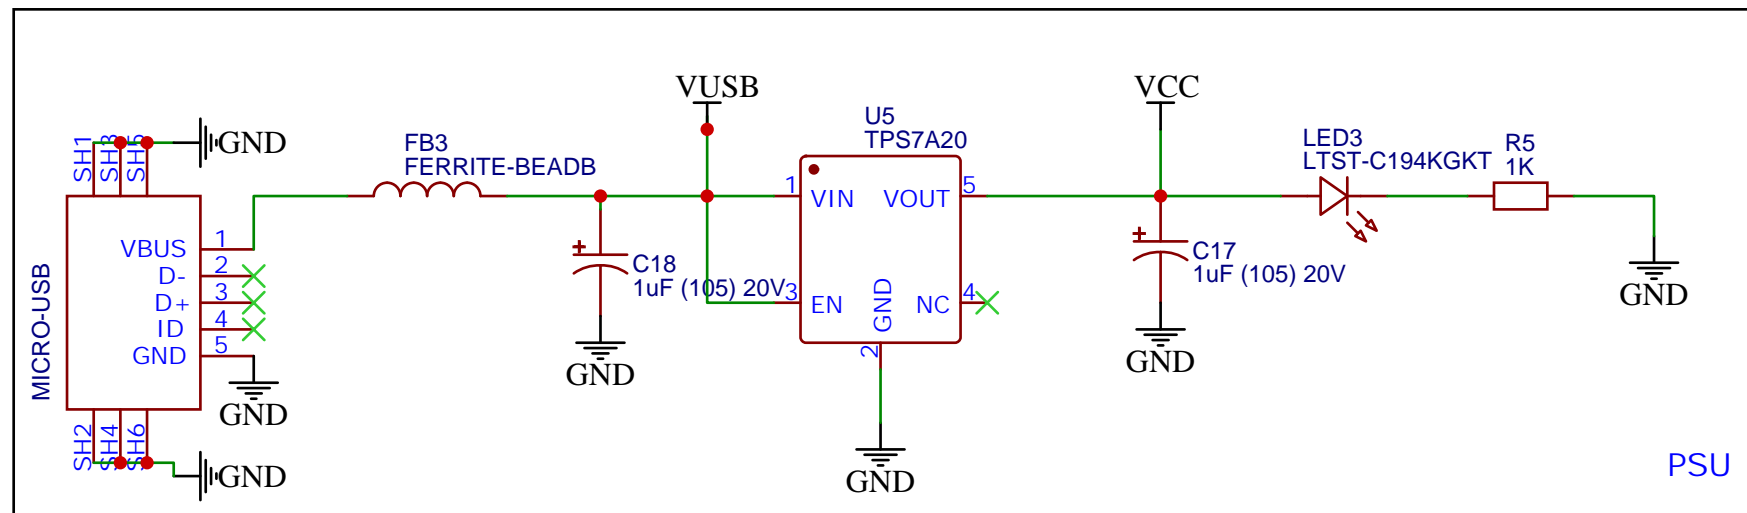 VUSB
VCC
U5
TPS7A20
SH1
SH3
SH5
GND
FB3
FERRITE-BEADB
LED3
LTST-C194KGKT
R5
1K
1
VIN
VOUT
5
VBUS
1
D-
2
D+
3
ID
4
GND
5
MICRO-USB
C18
1uF (105) 20V
3
EN
GND
2
NC
4
C17
1uF (105) 20V
GND
GND
GND
GND
SH2
SH4
SH6
GND
GND
PSU